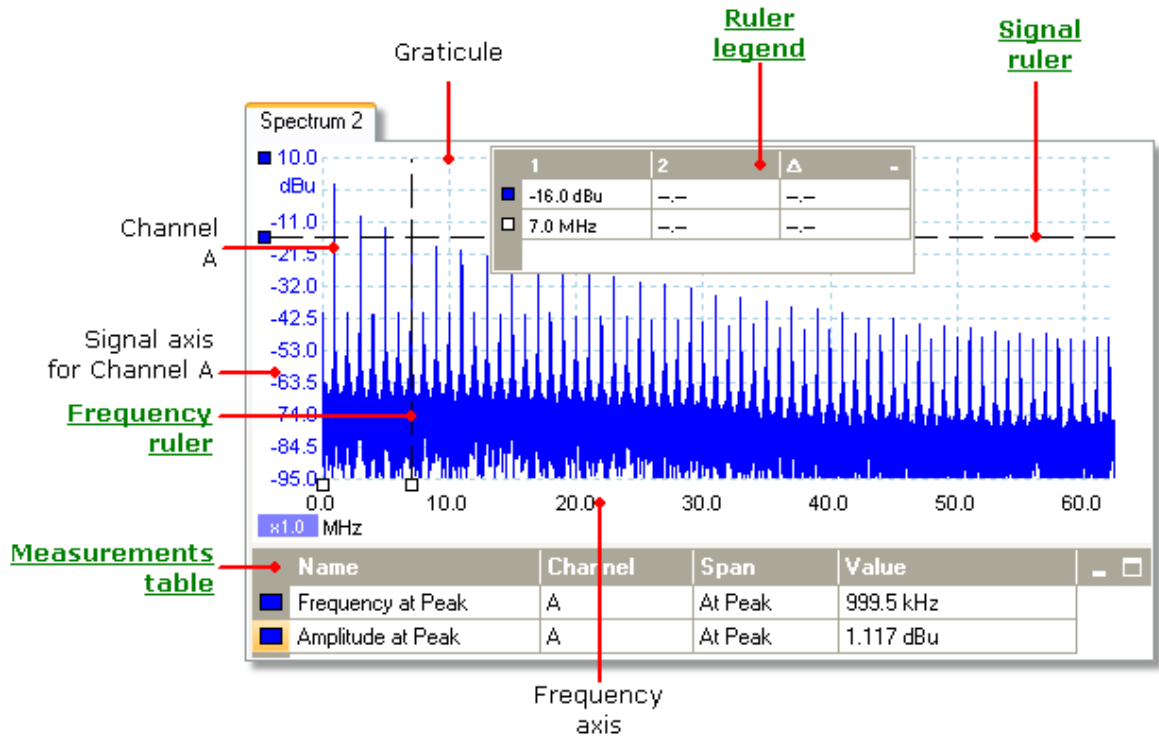 Graticule
Ruler
legend
Signal
ruler
Spectrum 2
10.0
dBu
-11.0
-21.5
-32.0
-42.5
-53.0
-63.5
-74.0
-84.5
-95.0
1 2 Δ -
-16.0 dBu --.-- --.--
7.0 MHz --.-- --.--
Channel
A
Signal axis
for Channel A
Frequency
ruler
0.0 10.0 20.0 30.0 40.0 50.0 60.0
x1.0 MHz
Measurements
table
Name Channel Span Value
Frequency at Peak A At Peak 999.5 kHz
Amplitude at Peak A At Peak 1.117 dBu
Frequency
axis